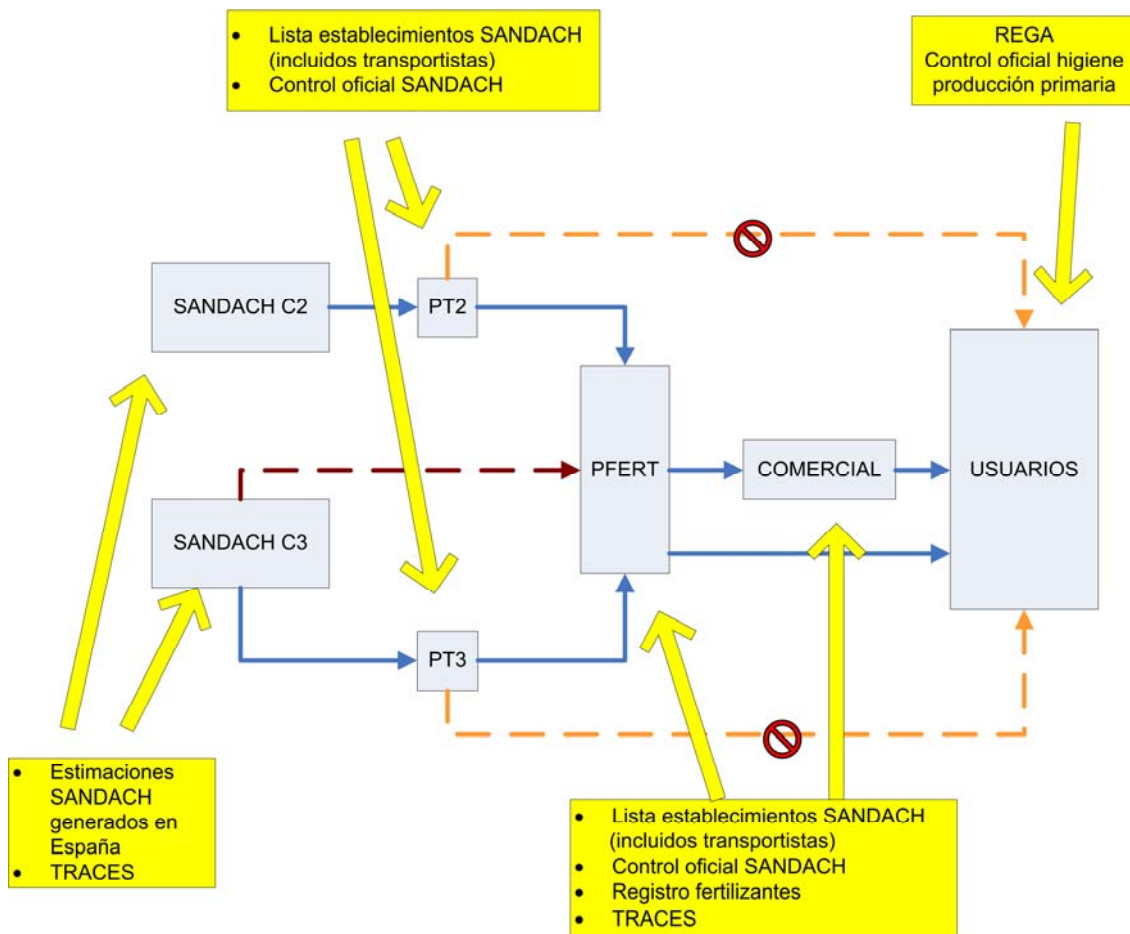 • Lista establecimientos SANDACH
(incluidos transportistas)
• Control oficial SANDACH
REGA
Control oficial higiene
producción primaria
SANDACH C2
PT2
PFERT
COMERCIAL
USUARIOS
SANDACH C3
PT3
• Estimaciones
SANDACH
generados en
España
• TRACES
• Lista establecimientos SANDACH
(incluidos transportistas)
• Control oficial SANDACH
• Registro fertilizantes
• TRACES